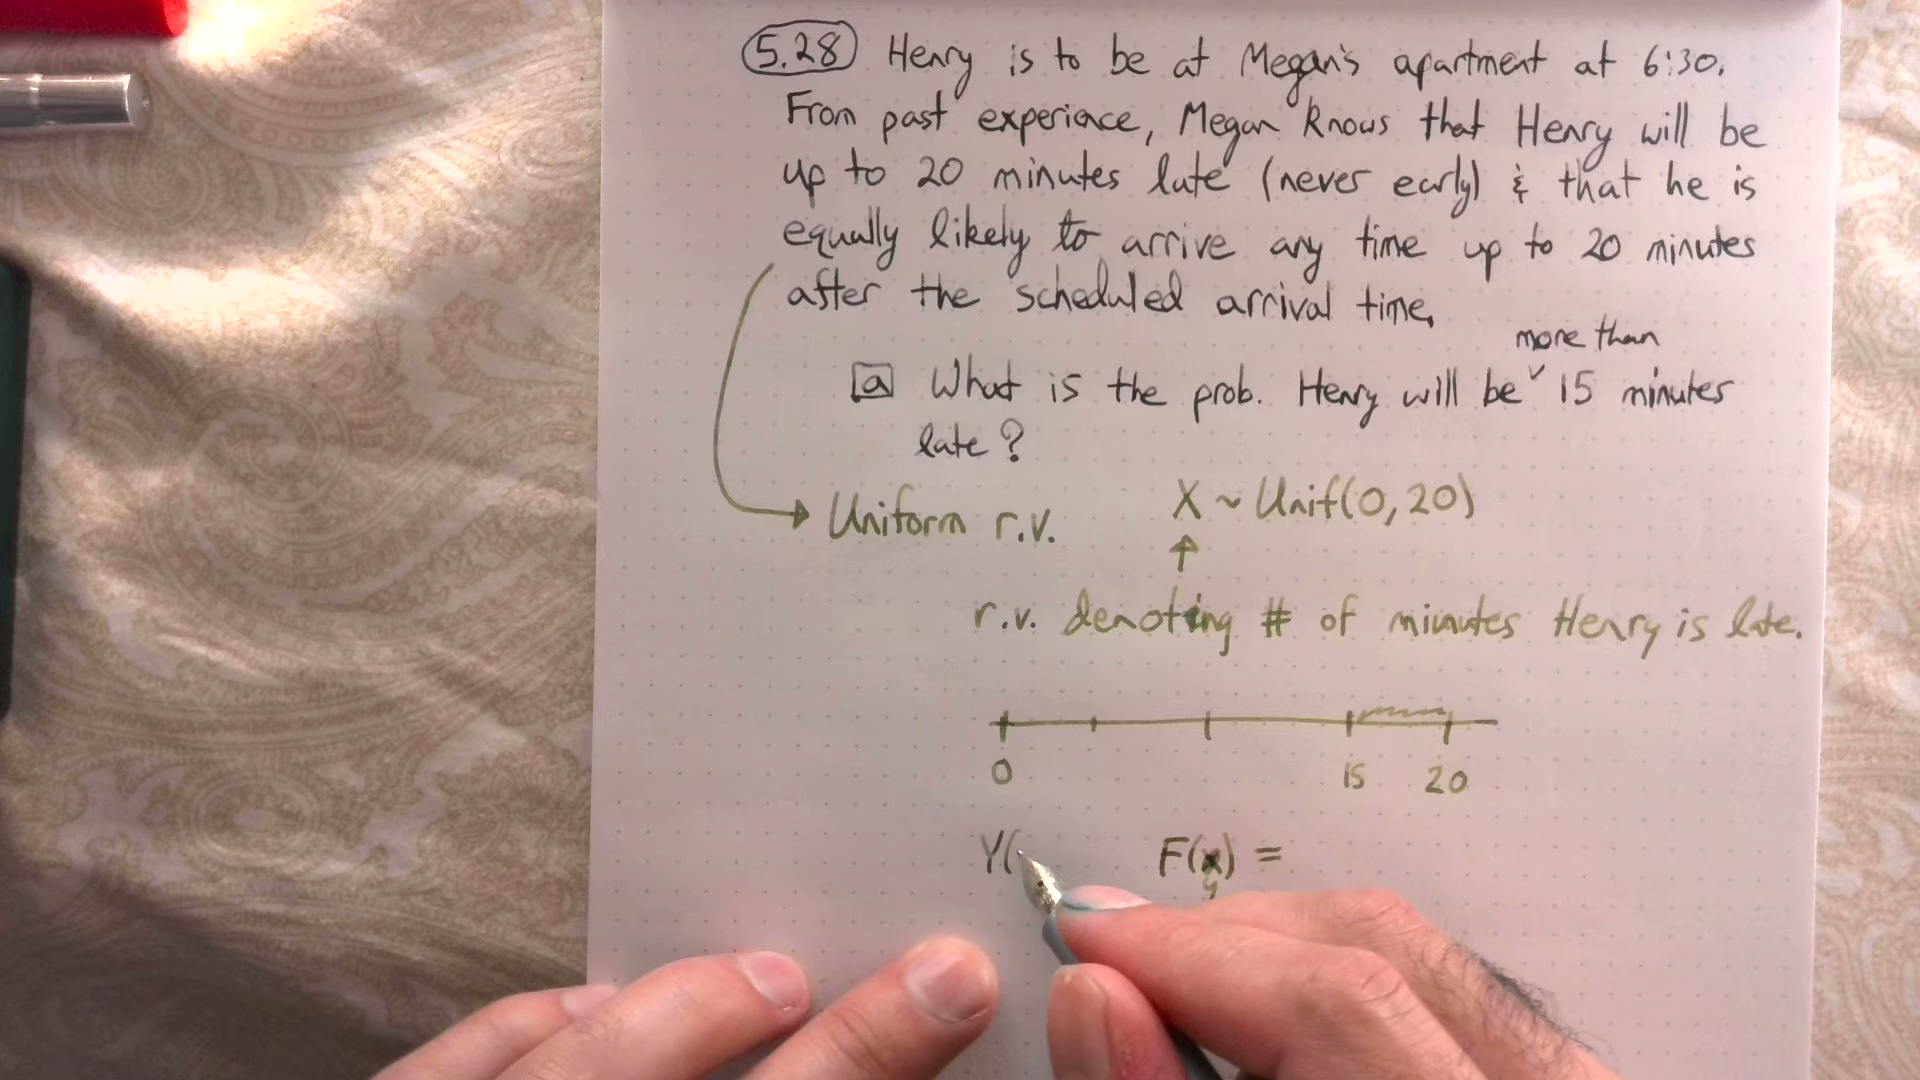 5.28 Henry is to be at Megan's apartment at 6:30.
From past experience, Megan knows that Henry will be
up to 20 minutes late (never early) & that he is
equally likely to arrive any time up to 20 minutes
after the scheduled arrival time.
more than
a What is the prob. Henry will be ˅ 15 minutes
late?
Uniform r.v. X ~ Unif(0, 20)
↑
r.v. denoting # of minutes Henry is late.
0 15 20
Y( F(x) =
y